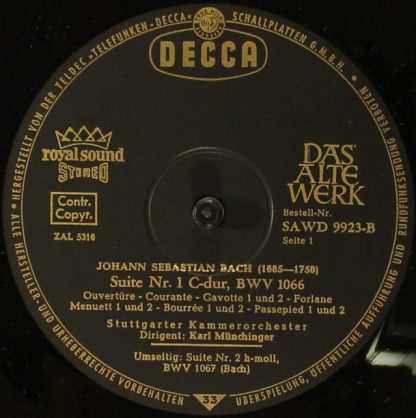 HERGESTELLT VON DER TELDEC »TELEFUNKEN-DECCA« SCHALLPLATTEN G.M.B.H. •
DECCA
royal sound
STEREO
Contr.
Copyr.
ZAL 5316
DAS
ALTE
WERK
Bestell-Nr.
SAWD 9923-B
Seite 1
JOHANN SEBASTIAN BACH (1685—1750)
Suite Nr. 1 C-dur, BWV 1066
Ouvertüre - Courante - Gavotte 1 und 2 - Forlane
Menuett 1 und 2 - Bourrée 1 und 2 - Passepied 1 und 2
Stuttgarter Kammerorchester
Dirigent: Karl Münchinger
Umseitig: Suite Nr. 2 h-moll,
BWV 1067 (Bach)
• ALLE HERSTELLER- UND URHEBERRECHTE VORBEHALTEN
33
ÜBERSPIELUNG, ÖFFENTLICHE AUFFÜHRUNG UND RUNDFUNKSENDUNG VERBOTEN